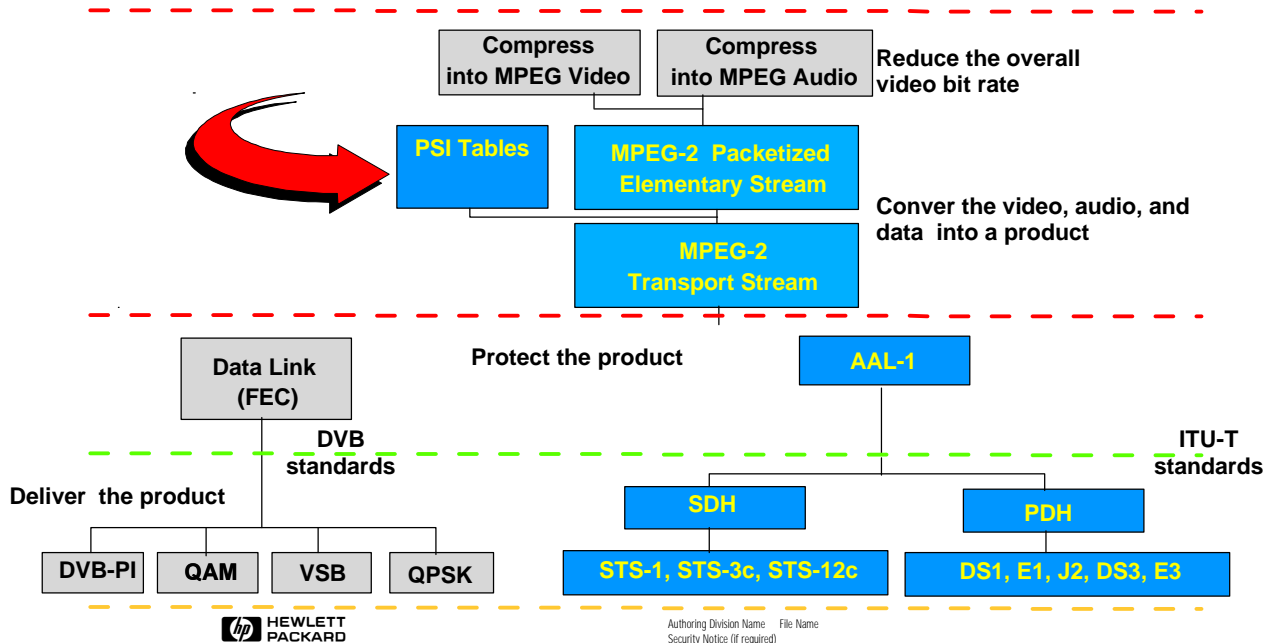 Compress
into MPEG Video
Compress
into MPEG Audio
Reduce the overall
video bit rate
PSI Tables
MPEG-2 Packetized
Elementary Stream
Conver the video, audio, and
data into a product
MPEG-2
Transport Stream
Protect the product
Data Link
(FEC)
AAL-1
DVB
standards
ITU-T
standards
Deliver the product
SDH
PDH
DVB-PI
QAM
VSB
QPSK
STS-1, STS-3c, STS-12c
DS1, E1, J2, DS3, E3
hp HEWLETT
PACKARD
Authoring Division Name File Name
Security Notice (if required)